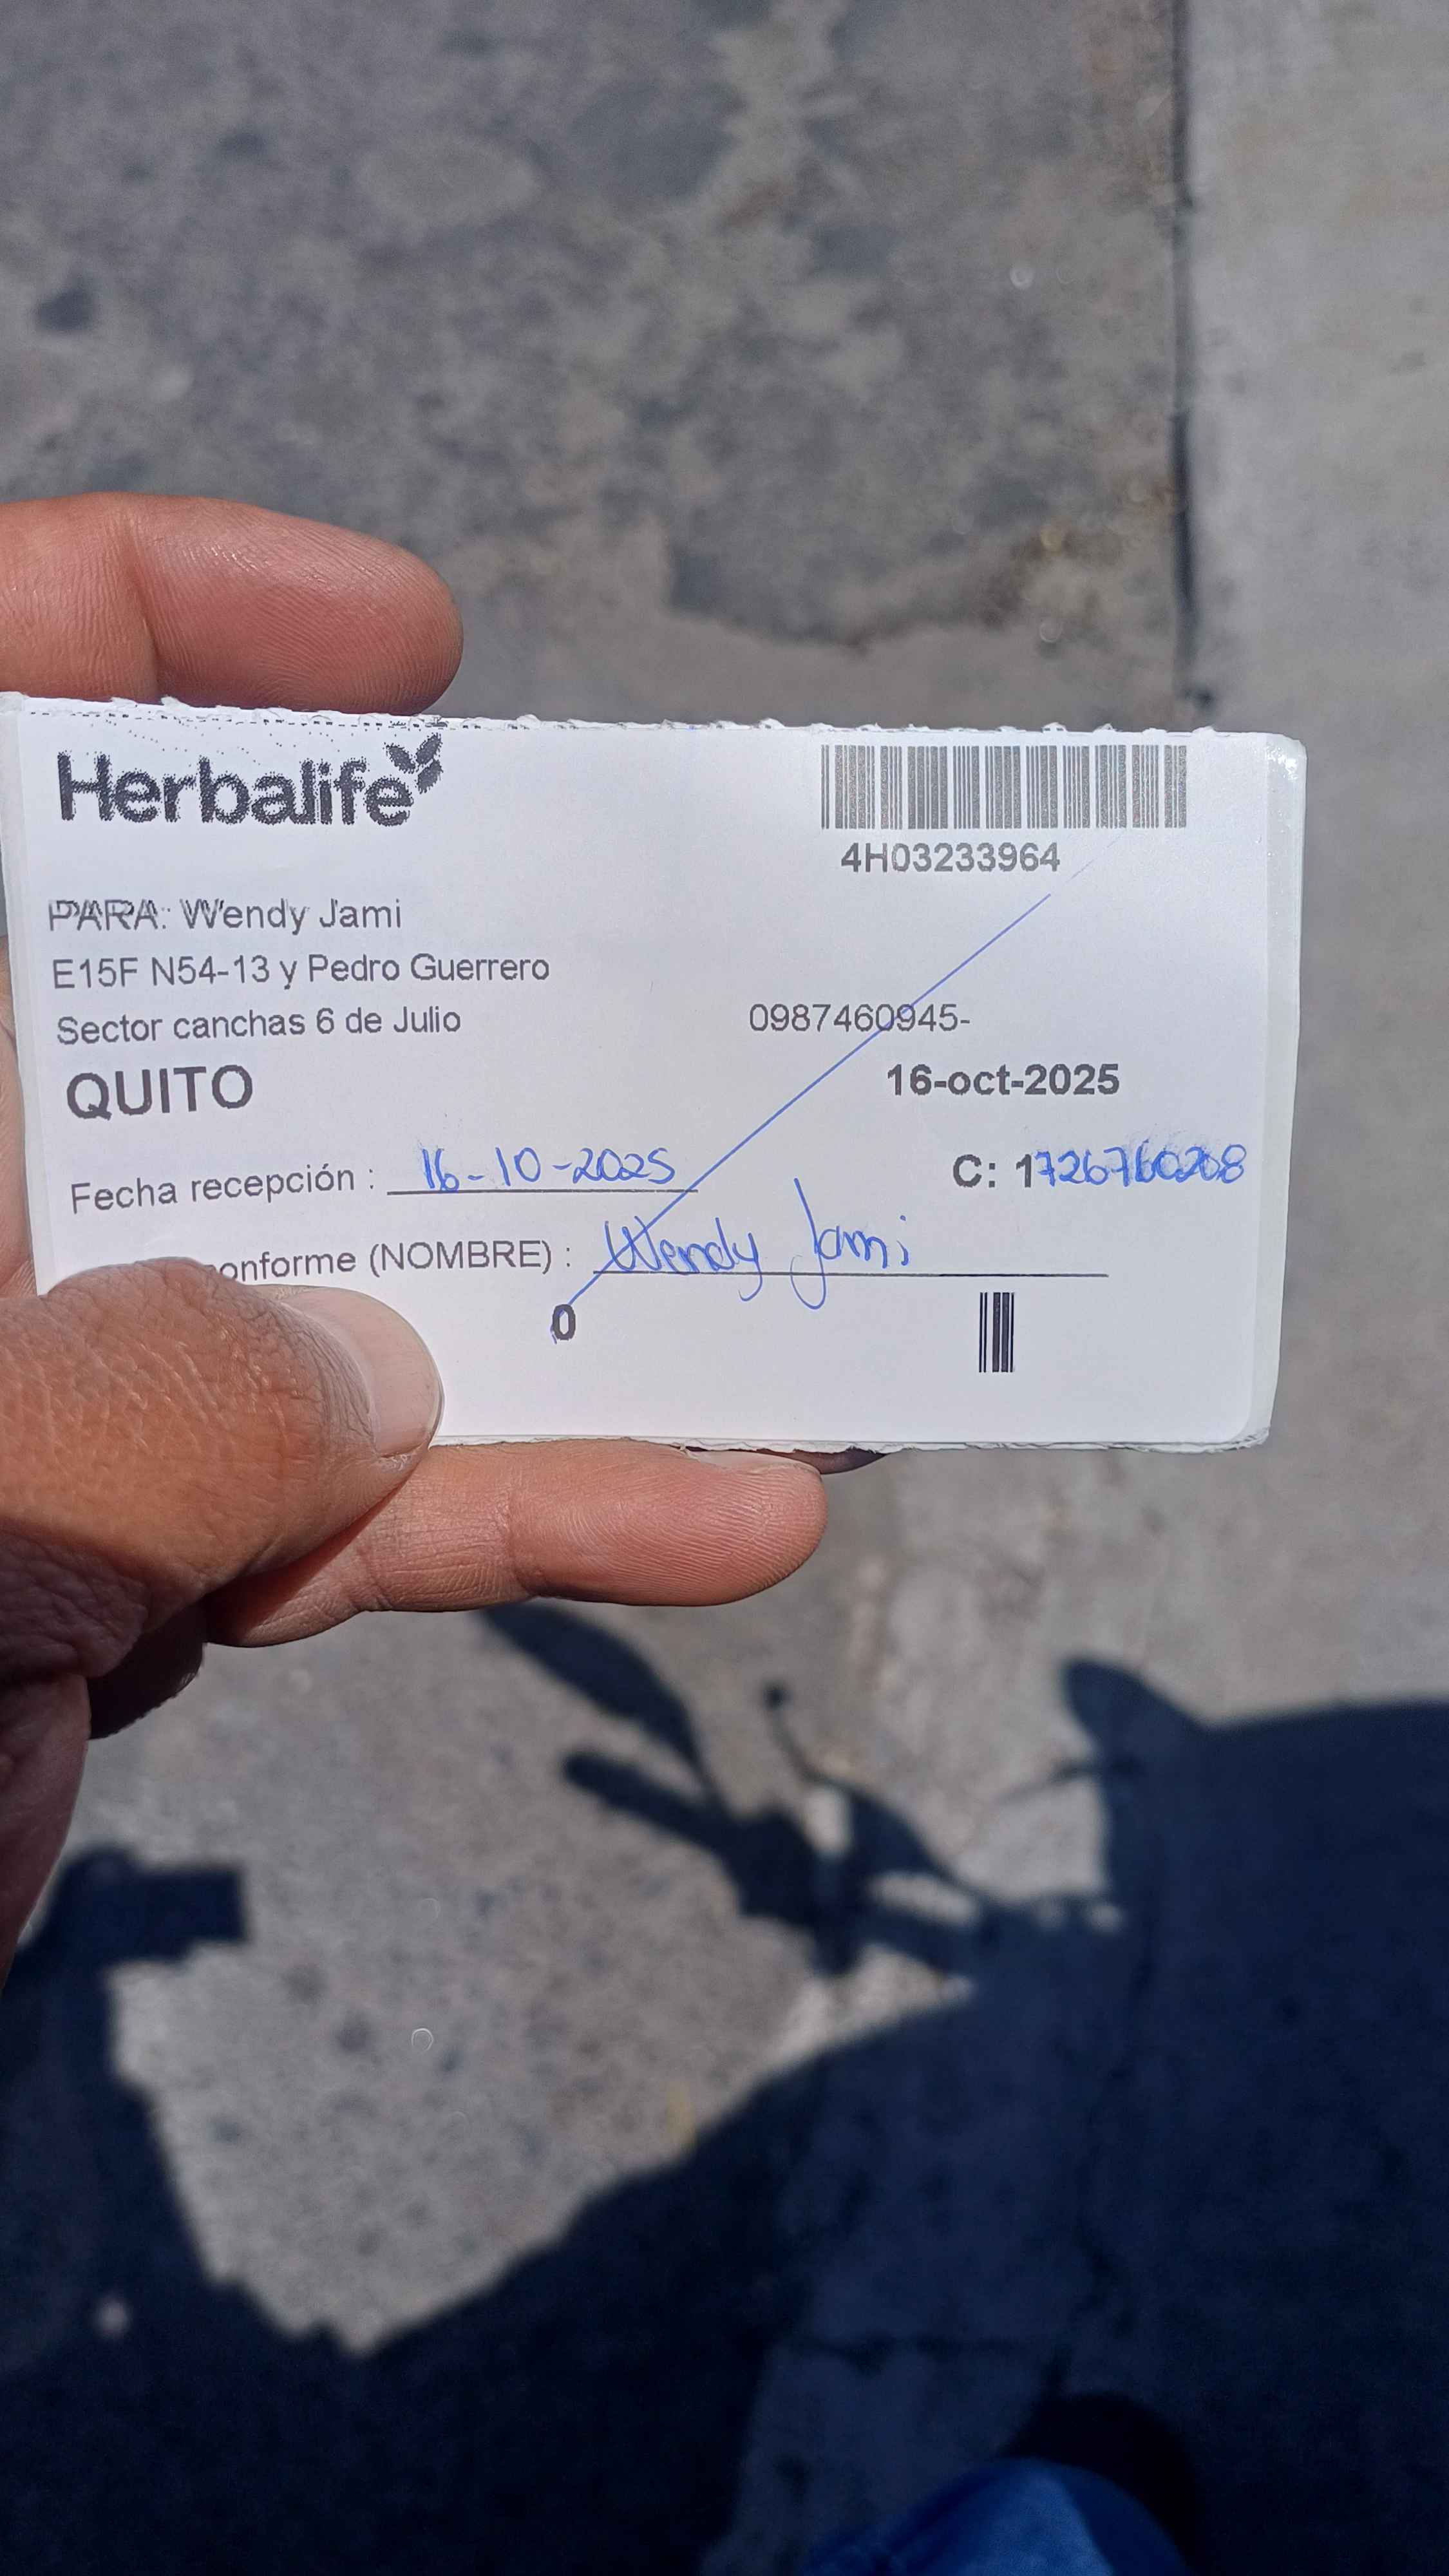 Herbalife
4H03233964
PARA: Wendy Jami
E15F N54-13 y Pedro Guerrero
Sector canchas 6 de Julio 0987460945-
QUITO 16-oct-2025
Fecha recepción : 16-10-2025 C: 1726760208
onforme (NOMBRE) : Wendy Jami
0